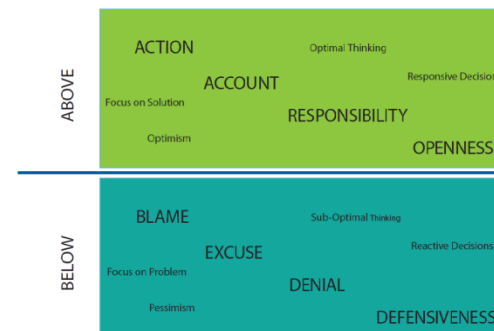 ABOVE
ACTION
Optimal Thinking
ACCOUNT
Responsive Decision
Focus on Solution
RESPONSIBILITY
Optimism
OPENNESS
BELOW
BLAME
Sub-Optimal Thinking
Reactive Decisions
EXCUSE
Focus on Problem
DENIAL
Pessimism
DEFENSIVENESS